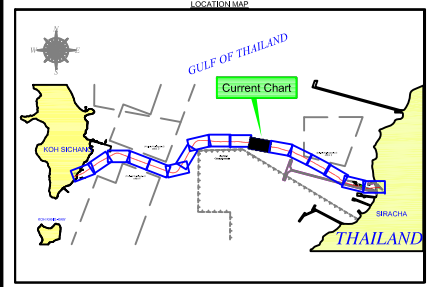 LOCATION MAP
N
W
E
S
GULF OF THAILAND
Current Chart
KOH SICHANG
SIRACHA
THAILAND